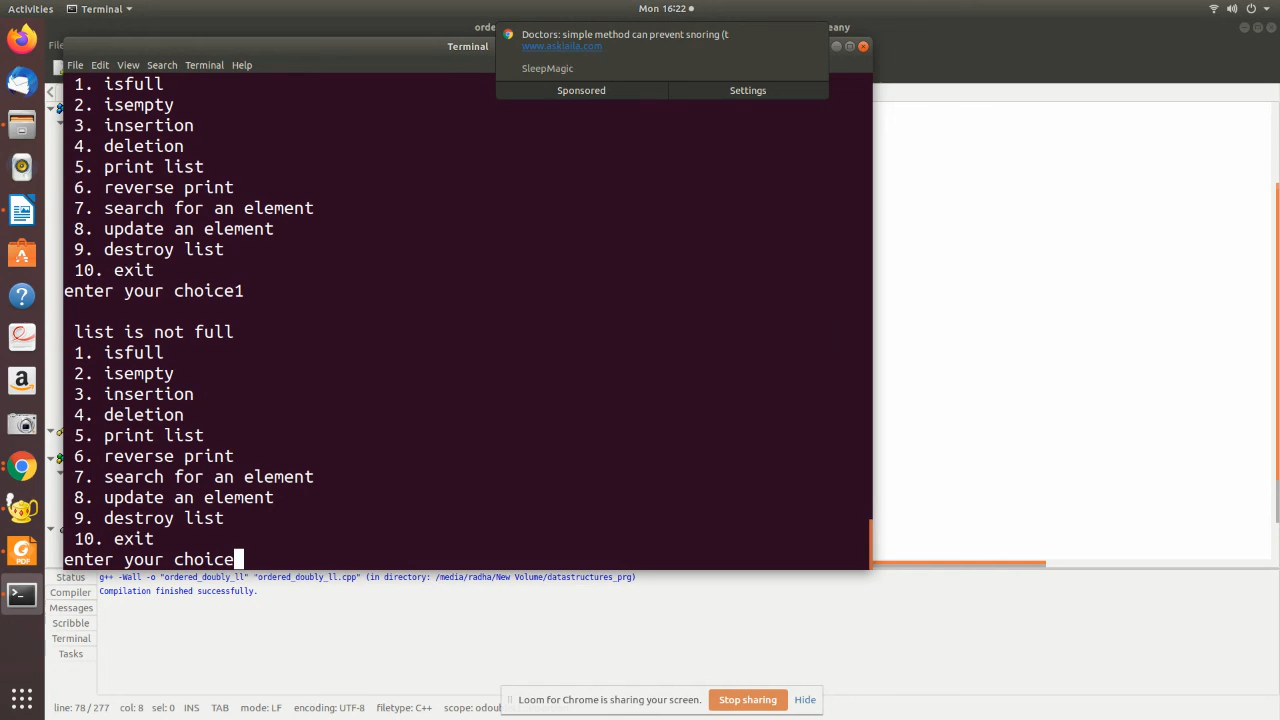 Activities
Terminal
Mon 16:22
orde
eany
Doctors: simple method can prevent snoring (t
www.askiaila.com
SleepMagic
Sponsored
Settings
Fil
Terminal
File Edit View Search Terminal Help
1. isfull
2. isempty
3. insertion
4. deletion
5. print list
6. reverse print
7. search for an element
8. update an element
9. destroy list
10. exit
enter your choice1
list is not full
1. isfull
2. isempty
3. insertion
4. deletion
5. print list
6. reverse print
7. search for an element
8. update an element
9. destroy list
10. exit
enter your choice
Status
g++ -Wall -o "ordered_doubly_ll" "ordered_doubly_ll.cpp" (in directory: /media/radha/New Volume/datastructures_prg)
Compiler
Compilation finished successfully.
Messages
Scribble
Terminal
Tasks
Loom for Chrome is sharing your screen.
Stop sharing
Hide
line: 78 / 277 col: 8 sel: 0 INS TAB mode: LF encoding: UTF-8 filetype: C++ scope: odou